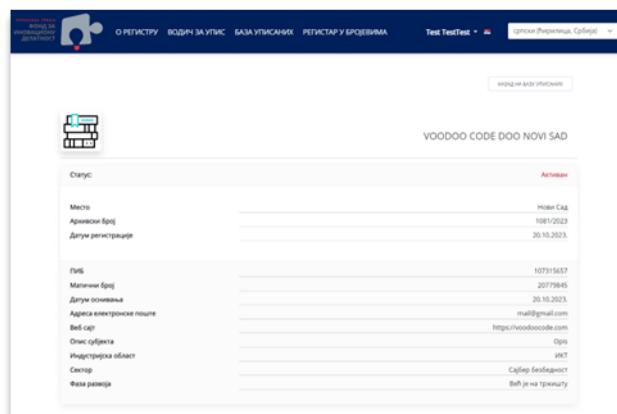 ФОНД ЗА
ИНОВАЦИОНУ
ДЕЛАТНОСТ
О РЕГИСТРУ ВОДИЧ ЗА УПИС БАЗА УПИСАНИХ РЕГИСТАР У БРОЈЕВИМА Test TestTest српски (ћирилица, Србија)
НАЗАД НА БАЗУ УПИСАНИХ
VOODOO CODE DOO NOVI SAD
Статус: Активан
Место Нови Сад
Архивски број 1081/2023
Датум регистрације 20.10.2023.
ПИБ 107315657
Матични број 20779845
Датум оснивања 20.10.2023.
Адреса електронске поште mail@gmail.com
Веб сајт https://voodoocode.com
Опис субјекта Opis
Индустријска област ИКТ
Сектор Сајбер безбедност
Фаза развоја Већ је на тржишту